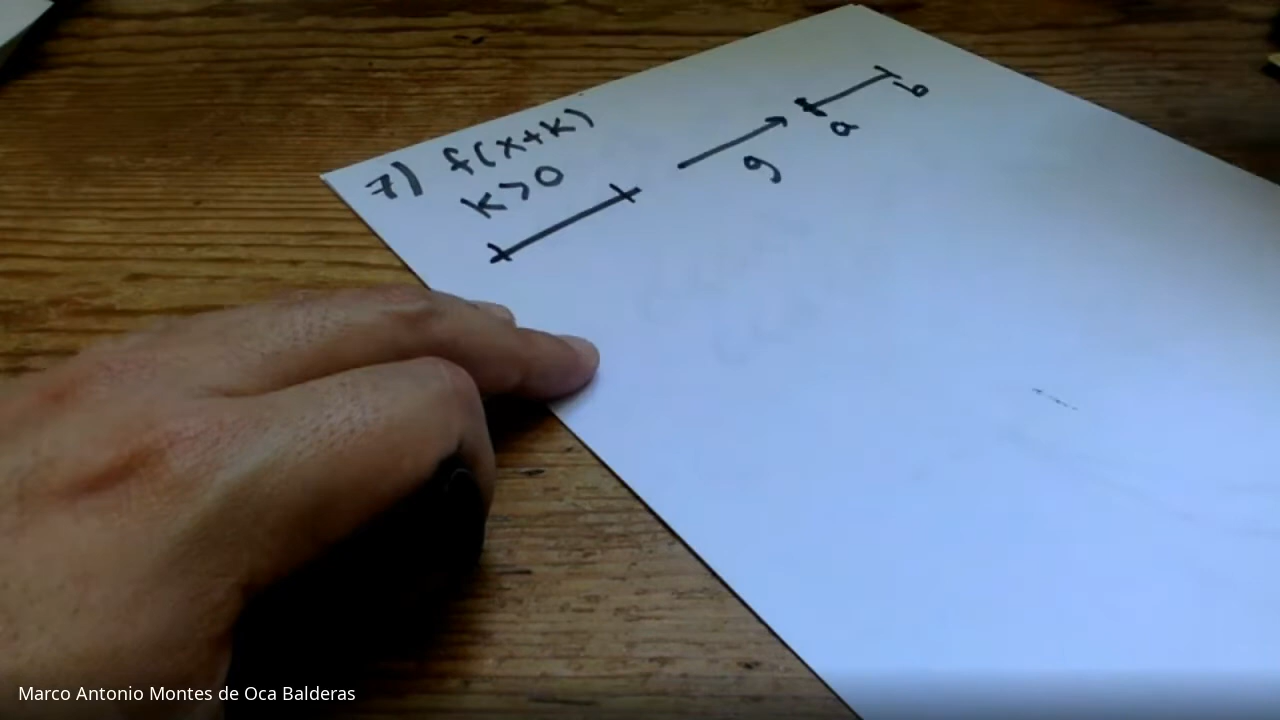 7) f(x+k)
k>0
g
a
b
Marco Antonio Montes de Oca Balderas